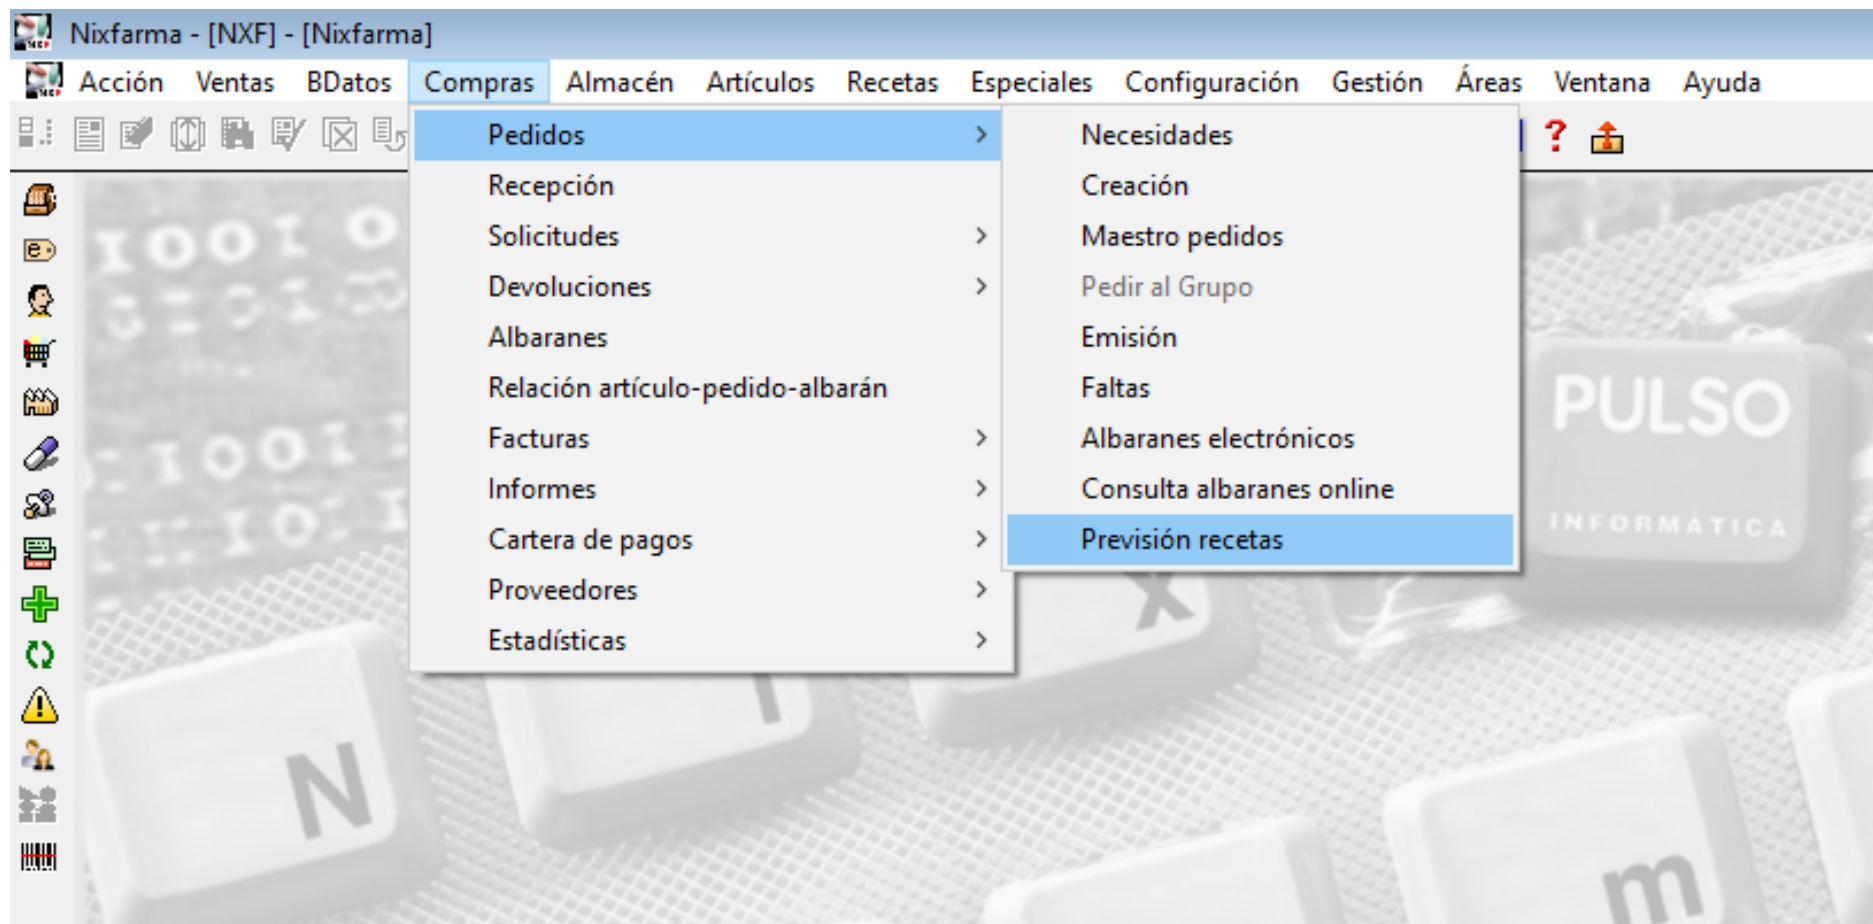 Nixfarma - [NXF] - [Nixfarma]
Acción Ventas BDatos Compras Almacén Artículos Recetas Especiales Configuración Gestión Áreas Ventana Ayuda
Pedidos
Recepción
Solicitudes
Devoluciones
Albaranes
Relación artículo-pedido-albarán
Facturas
Informes
Cartera de pagos
Proveedores
Estadísticas
Necesidades
Creación
Maestro pedidos
Pedir al Grupo
Emisión
Faltas
Albaranes electrónicos
Consulta albaranes online
Previsión recetas
PULSO
INFORMÁTICA
N
i
x
m